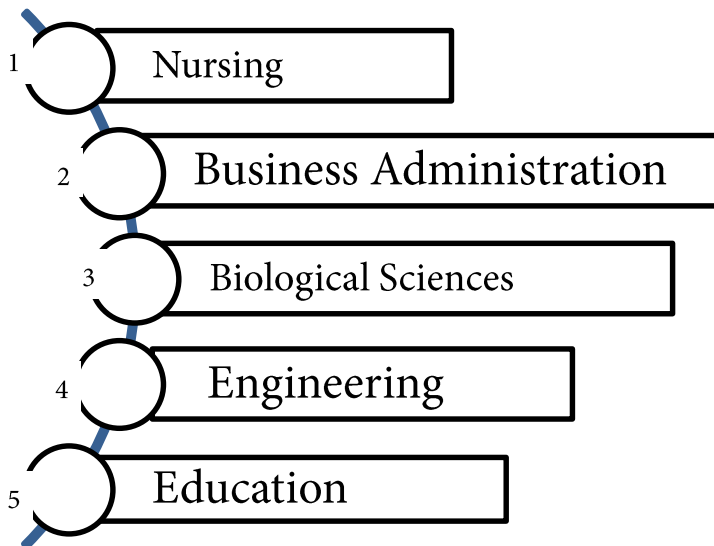 1 Nursing
2 Business Administration
3 Biological Sciences
4 Engineering
5 Education